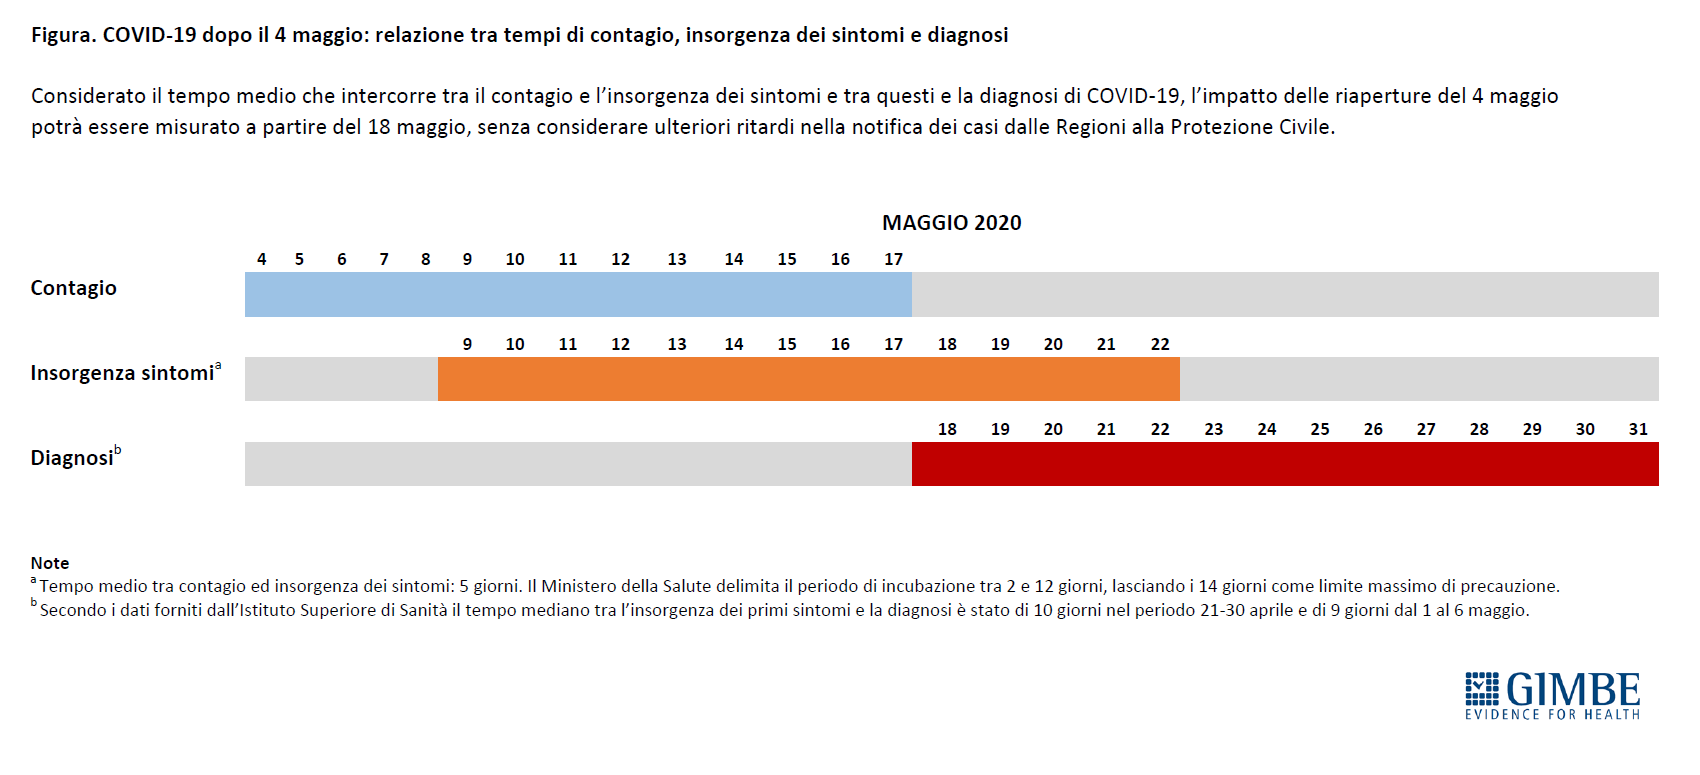 Figura. COVID-19 dopo il 4 maggio: relazione tra tempi di contagio, insorgenza dei sintomi e diagnosi
Considerato il tempo medio che intercorre tra il contagio e l’insorgenza dei sintomi e tra questi e la diagnosi di COVID-19, l’impatto delle riaperture del 4 maggio
potrà essere misurato a partire del 18 maggio, senza considerare ulteriori ritardi nella notifica dei casi dalle Regioni alla Protezione Civile.
MAGGIO 2020
4 5 6 7 8 9 10 11 12 13 14 15 16 17
Contagio
9 10 11 12 13 14 15 16 17 18 19 20 21 22
Insorgenza sintomi a
18 19 20 21 22 23 24 25 26 27 28 29 30 31
Diagnosi b
Note
a Tempo medio tra contagio ed insorgenza dei sintomi: 5 giorni. Il Ministero della Salute delimita il periodo di incubazione tra 2 e 12 giorni, lasciando i 14 giorni come limite massimo di precauzione.
b Secondo i dati forniti dall’Istituto Superiore di Sanità il tempo mediano tra l’insorgenza dei primi sintomi e la diagnosi è stato di 10 giorni nel periodo 21-30 aprile e di 9 giorni dal 1 al 6 maggio.
GIMBE
EVIDENCE FOR HEALTH